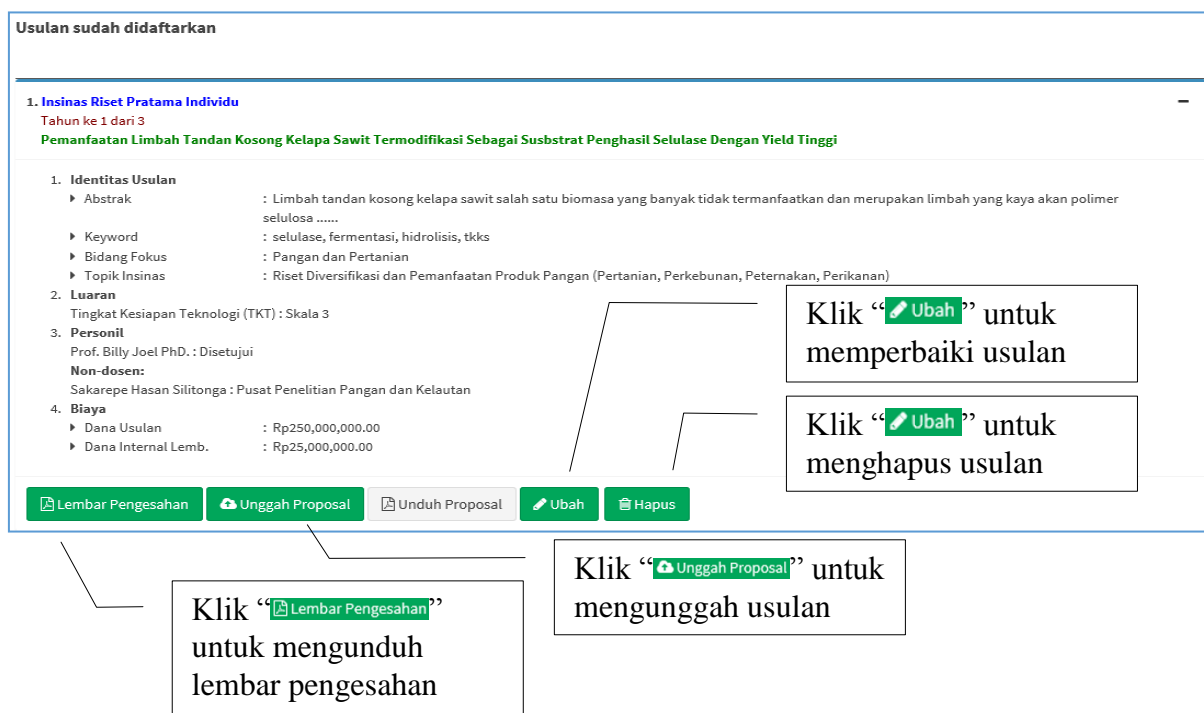 Usulan sudah didaftarkan
1. Insinas Riset Pratama Individu
Tahun ke 1 dari 3
Pemanfaatan Limbah Tandan Kosong Kelapa Sawit Termodifikasi Sebagai Susbstrat Penghasil Selulase Dengan Yield Tinggi
1. Identitas Usulan
Abstrak : Limbah tandan kosong kelapa sawit salah satu biomasa yang banyak tidak termanfaatkan dan merupakan limbah yang kaya akan polimer
selulosa ......
Keyword : selulase, fermentasi, hidrolisis, tkks
Bidang Fokus : Pangan dan Pertanian
Topik Insinas : Riset Diversifikasi dan Pemanfaatan Produk Pangan (Pertanian, Perkebunan, Peternakan, Perikanan)
2. Luaran
Tingkat Kesiapan Teknologi (TKT) : Skala 3
3. Personil
Prof. Billy Joel PhD. : Disetujui
Non-dosen:
Sakarepe Hasan Silitonga : Pusat Penelitian Pangan dan Kelautan
4. Biaya
Dana Usulan : Rp250,000,000.00
Dana Internal Lemb. : Rp25,000,000.00
Klik “Ubah” untuk
memperbaiki usulan
Klik “Ubah” untuk
menghapus usulan
Lembar Pengesahan Unggah Proposal Unduh Proposal Ubah Hapus
Klik “Unggah Proposal” untuk
mengunggah usulan
Klik “Lembar Pengesahan”
untuk mengunduh
lembar pengesahan